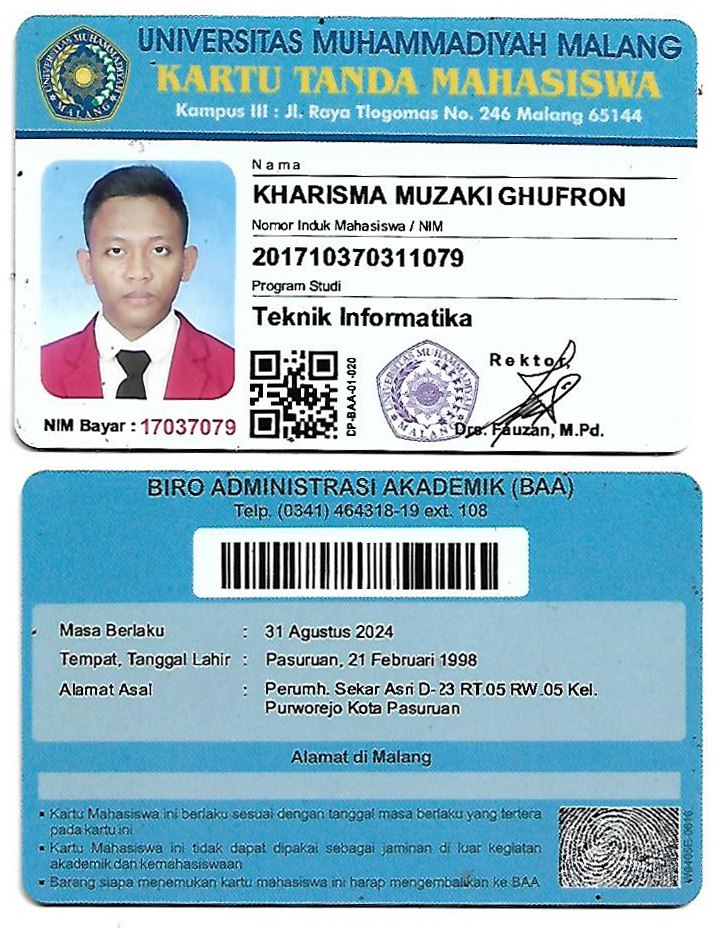 UNIVERSITAS MUHAMMADIYAH MALANG
KARTU TANDA MAHASISWA
Kampus III : Jl. Raya Tlogomas No. 246 Malang 65144
UNIVERSITAS MUHAMMADIYAH
MALANG
Nama
KHARISMA MUZAKI GHUFRON
Nomor Induk Mahasiswa / NIM
201710370311079
Program Studi
Teknik Informatika
NIM Bayar : 17037079
DP-BAA-01-020
UNIVERSITAS MUHAMMADIYAH
MALANG
Rektor,
Drs. Fauzan, M.Pd.
BIRO ADMINISTRASI AKADEMIK (BAA)
Telp. (0341) 464318-19 ext. 108
Masa Berlaku : 31 Agustus 2024
Tempat, Tanggal Lahir : Pasuruan, 21 Februari 1998
Alamat Asal : Perumh. Sekar Asri D-23 RT.05 RW.05 Kel.
Purworejo Kota Pasuruan
Alamat di Malang
Kartu Mahasiswa ini berlaku sesuai dengan tanggal masa berlaku yang tertera
pada kartu ini
Kartu Mahasiswa ini tidak dapat dipakai sebagai jaminan di luar kegiatan
akademik dan kemahasiswaan
Barang siapa menemukan kartu mahasiswa ini harap mengembalikan ke BAA